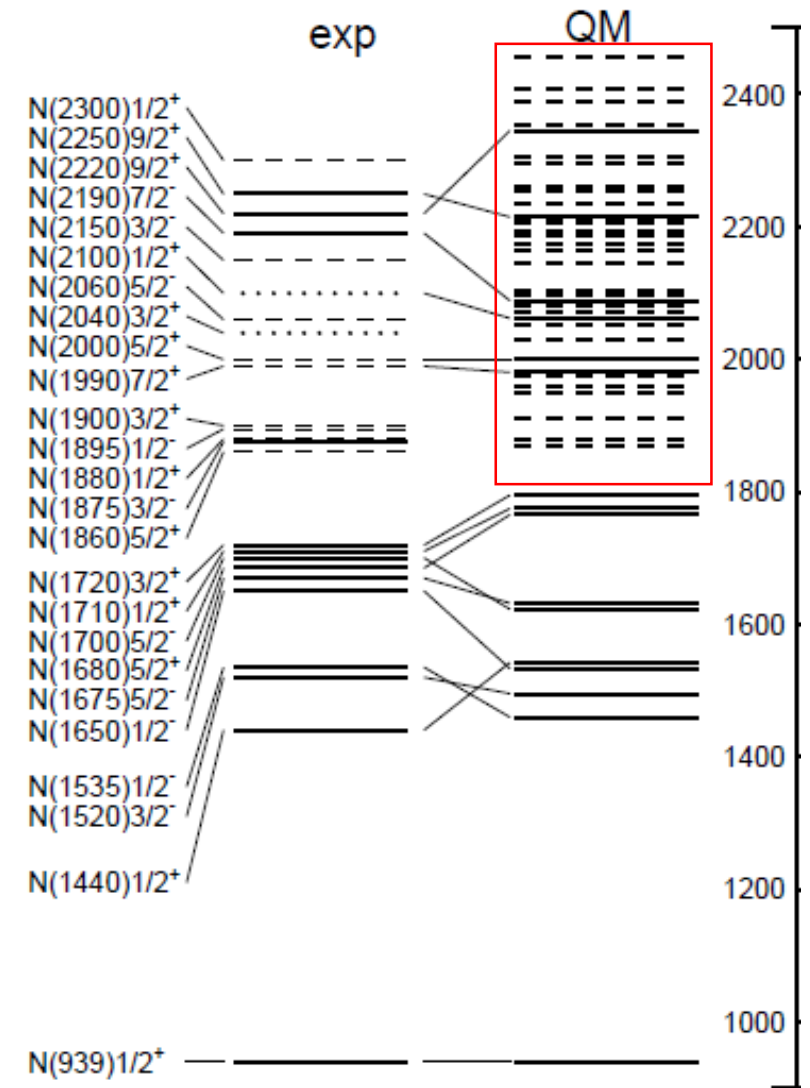 exp QM
N(2300)1/2⁺
N(2250)9/2⁺
N(2220)9/2⁺
N(2190)7/2⁻
N(2150)3/2⁻
N(2100)1/2⁺
N(2060)5/2⁻
N(2040)3/2⁺
N(2000)5/2⁺
N(1990)7/2⁺
N(1900)3/2⁺
N(1895)1/2⁻
N(1880)1/2⁺
N(1875)3/2⁻
N(1860)5/2⁺
N(1720)3/2⁺
N(1710)1/2⁺
N(1700)5/2⁻
N(1680)5/2⁺
N(1675)5/2⁻
N(1650)1/2⁻
N(1535)1/2⁻
N(1520)3/2⁻
N(1440)1/2⁺
N(939)1/2⁺
2400
2200
2000
1800
1600
1400
1200
1000